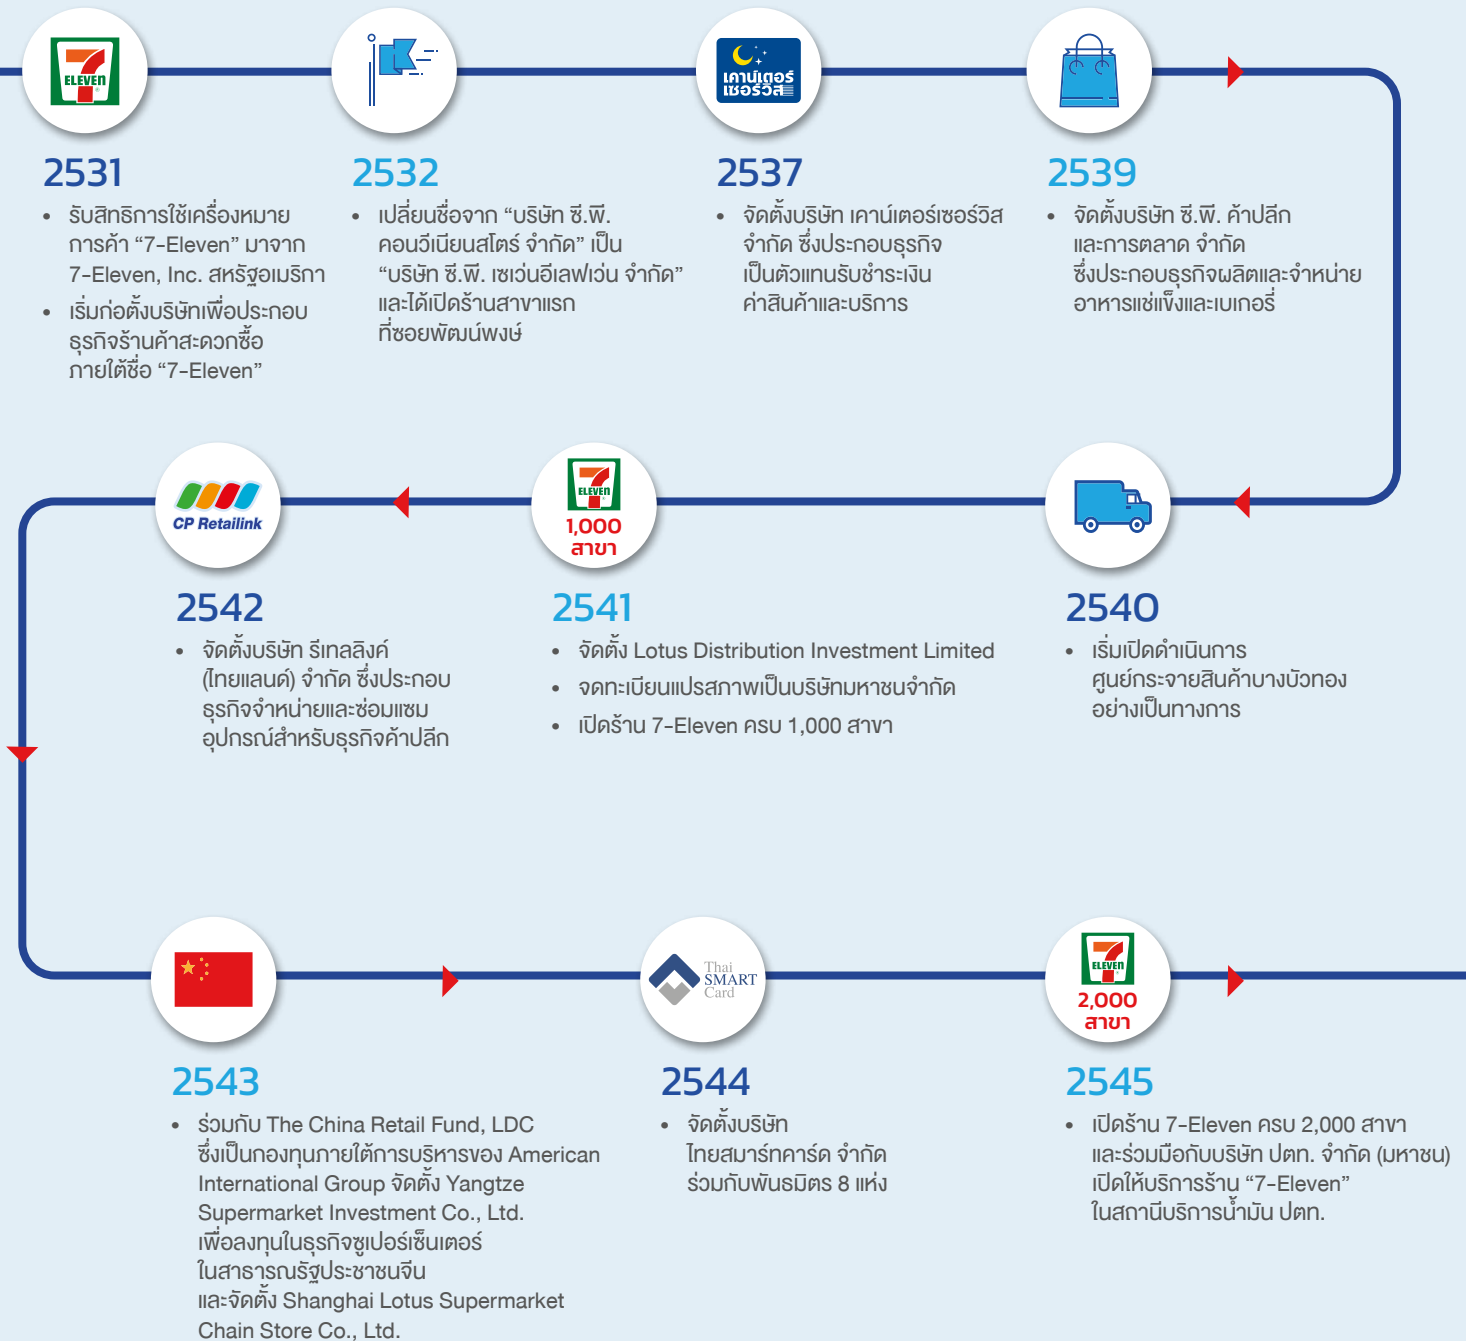 7
ELEVEN
®
เคาน์เตอร์
เซอร์วิส
2531
• รับสิทธิการใช้เครื่องหมาย
การค้า “7-Eleven” มาจาก
7-Eleven, Inc. สหรัฐอเมริกา
• เริ่มก่อตั้งบริษัทเพื่อประกอบ
ธุรกิจร้านค้าสะดวกซื้อ
ภายใต้ชื่อ “7-Eleven”
2532
• เปลี่ยนชื่อจาก “บริษัท ซี.พี.
คอนวีเนียนสโตร์ จำกัด” เป็น
“บริษัท ซี.พี. เซเว่นอีเลฟเว่น จำกัด”
และได้เปิดร้านสาขาแรก
ที่ซอยพัฒน์พงษ์
2537
• จัดตั้งบริษัท เคาน์เตอร์เซอร์วิส
จำกัด ซึ่งประกอบธุรกิจ
เป็นตัวแทนรับชำระเงิน
ค่าสินค้าและบริการ
2539
• จัดตั้งบริษัท ซี.พี. ค้าปลีก
และการตลาด จำกัด
ซึ่งประกอบธุรกิจผลิตและจำหน่าย
อาหารแช่แข็งและเบเกอรี่
CP Retailink
2542
• จัดตั้งบริษัท รีเทลลิงค์
(ไทยแลนด์) จำกัด ซึ่งประกอบ
ธุรกิจจำหน่ายและซ่อมแซม
อุปกรณ์สำหรับธุรกิจค้าปลีก
7
ELEVEN
1,000
สาขา
2541
• จัดตั้ง Lotus Distribution Investment Limited
• จดทะเบียนแปรสภาพเป็นบริษัทมหาชนจำกัด
• เปิดร้าน 7-Eleven ครบ 1,000 สาขา
2540
• เริ่มเปิดดำเนินการ
ศูนย์กระจายสินค้าบางบัวทอง
อย่างเป็นทางการ
2543
• ร่วมกับ The China Retail Fund, LDC
ซึ่งเป็นกองทุนภายใต้การบริหารของ American
International Group จัดตั้ง Yangtze
Supermarket Investment Co., Ltd.
เพื่อลงทุนในธุรกิจซูเปอร์เซ็นเตอร์
ในสาธารณรัฐประชาชนจีน
และจัดตั้ง Shanghai Lotus Supermarket
Chain Store Co., Ltd.
Thai
SMART
Card
2544
• จัดตั้งบริษัท
ไทยสมาร์ทคาร์ด จำกัด
ร่วมกับพันธมิตร 8 แห่ง
7
ELEVEN
2,000
สาขา
2545
• เปิดร้าน 7-Eleven ครบ 2,000 สาขา
และร่วมมือกับบริษัท ปตท. จำกัด (มหาชน)
เปิดให้บริการร้าน “7-Eleven”
ในสถานีบริการน้ำมัน ปตท.